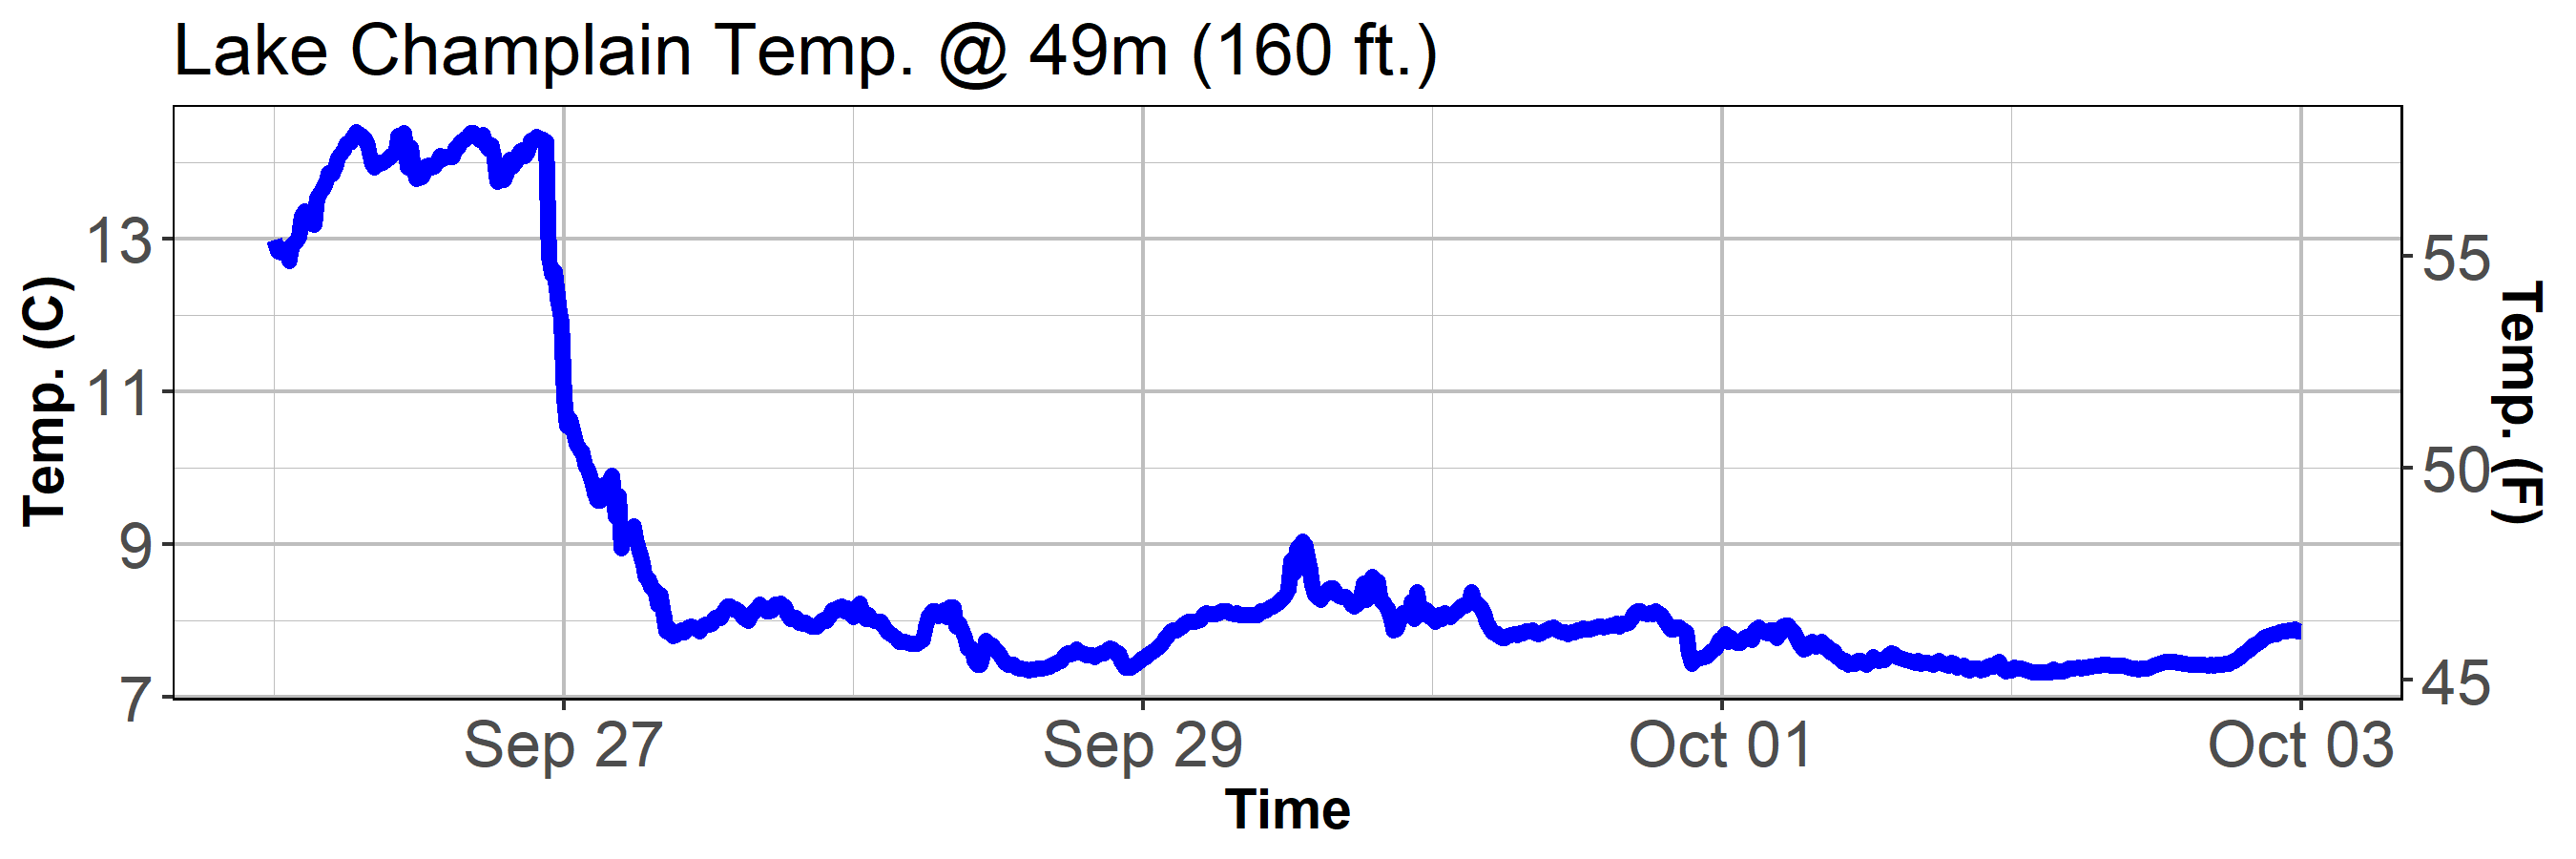 Lake Champlain Temp. @ 49m (160 ft.)
Temp. (C)
13
11
9
7
55
50
45
Temp. (F)
Sep 27
Sep 29
Oct 01
Oct 03
Time